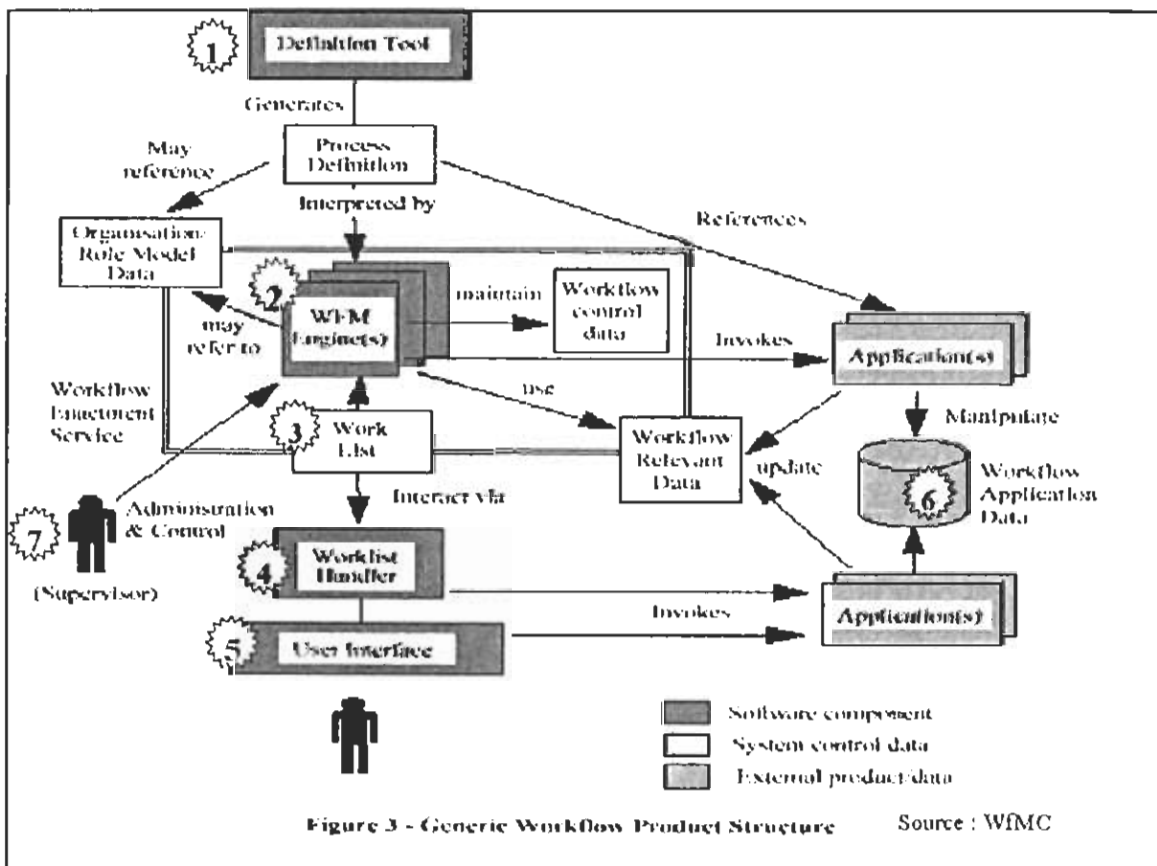 1
Definition Tool
Generates
Process
Definition
May
reference
Interpreted by
References
Organisation/
Role Model
Data
2
WFM
Engine(s)
maintain
Workflow
control
data
may
refer to
Invokes
Application(s)
Workflow
Enactment
Service
use
Manipulate
3
Work
List
Workflow
Relevant
Data
update
6
Workflow
Application
Data
Interact via
7
Administration
& Control
(Supervisor)
4
Worklist
Handler
Invokes
Application(s)
5
User Interface
Software component
System control data
External product/data
Figure 3 - Generic Workflow Product Structure
Source : WfMC